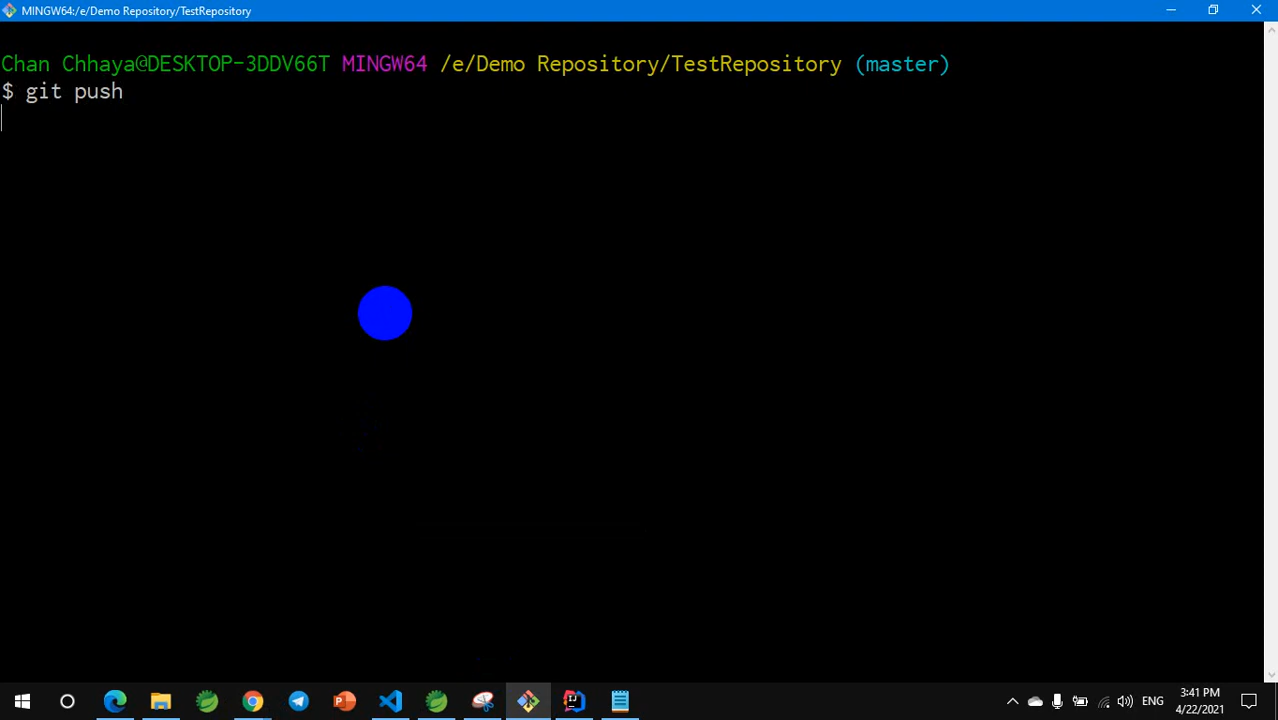 MINGW64:/e/Demo Repository/TestRepository
Chan Chhaya@DESKTOP-3DDV66T MINGW64 /e/Demo Repository/TestRepository (master)
$ git push
ENG
3:41 PM
4/22/2021